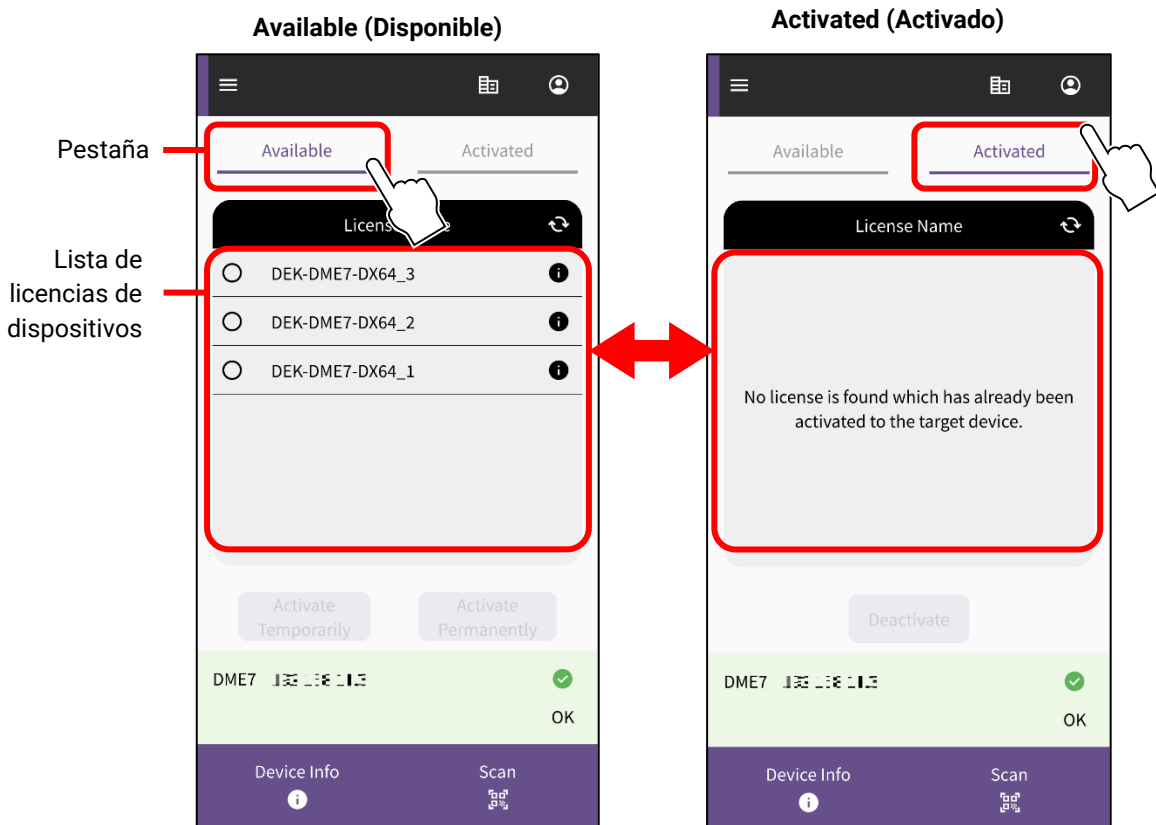 Available (Disponible)
Activated (Activado)
Pestaña
Available
Activated
Lista de
licencias de
dispositivos
Licens
DEK-DME7-DX64_3
DEK-DME7-DX64_2
DEK-DME7-DX64_1
Activate
Temporarily
Activate
Permanently
DME7
OK
Device Info
Scan
Available
Activated
License Name
No license is found which has already been
activated to the target device.
Deactivate
DME7
OK
Device Info
Scan